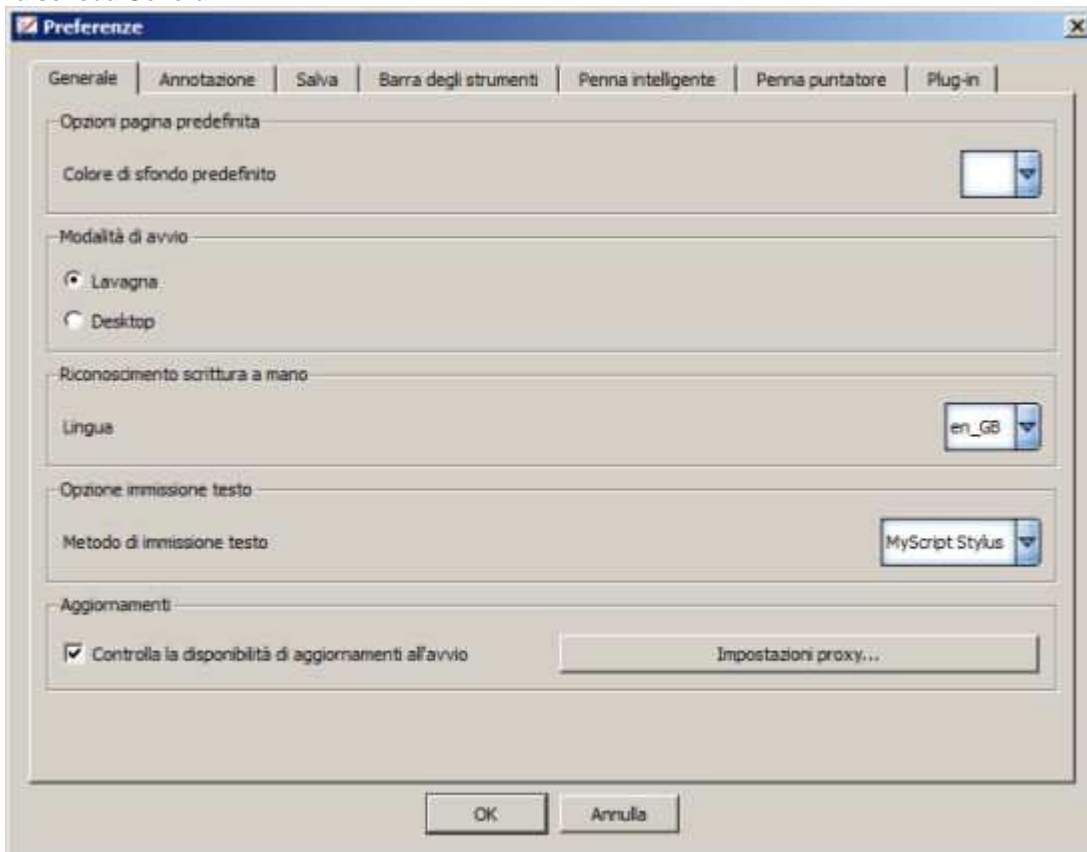 Preferenze
Generale Annotazione Salva Barra degli strumenti Penna intelligente Penna puntatore Plug-in
Opzioni pagina predefinita
Colore di sfondo predefinito
Modalità di avvio
Lavagna
Desktop
Riconoscimento scrittura a mano
Lingua en_GB
Opzione immissione testo
Metodo di immissione testo MyScript Stylus
Aggiornamenti
Controlla la disponibilità di aggiornamenti all'avvio Impostazioni proxy...
OK Annulla